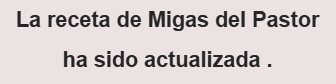 La receta de Migas del Pastor
ha sido actualizada .